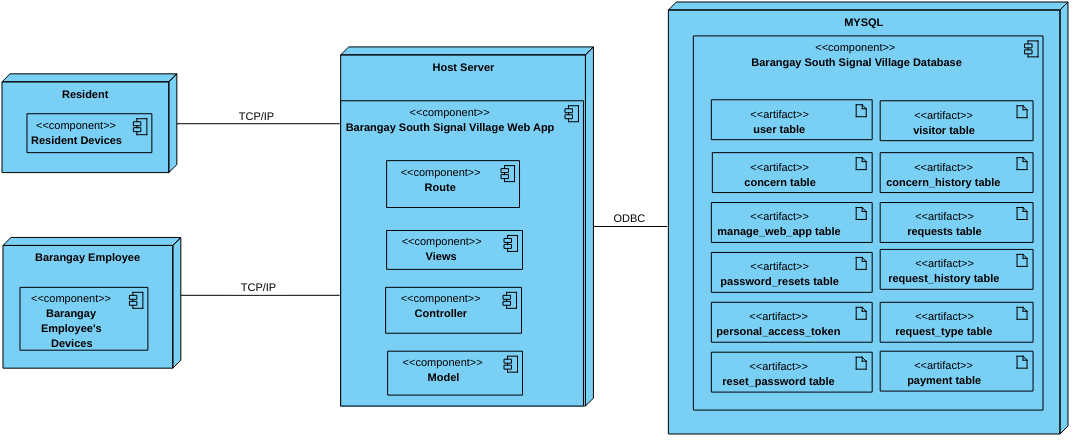 Resident
<<component>>
Resident Devices
TCP/IP
Barangay Employee
<<component>>
Barangay
Employee's
Devices
TCP/IP
Host Server
<<component>>
Barangay South Signal Village Web App
<<component>>
Route
<<component>>
Views
<<component>>
Controller
<<component>>
Model
ODBC
MYSQL
<<component>>
Barangay South Signal Village Database
<<artifact>>
user table
<<artifact>>
visitor table
<<artifact>>
concern table
<<artifact>>
concern_history table
<<artifact>>
manage_web_app table
<<artifact>>
requests table
<<artifact>>
password_resets table
<<artifact>>
request_history table
<<artifact>>
personal_access_token
<<artifact>>
request_type table
<<artifact>>
reset_password table
<<artifact>>
payment table